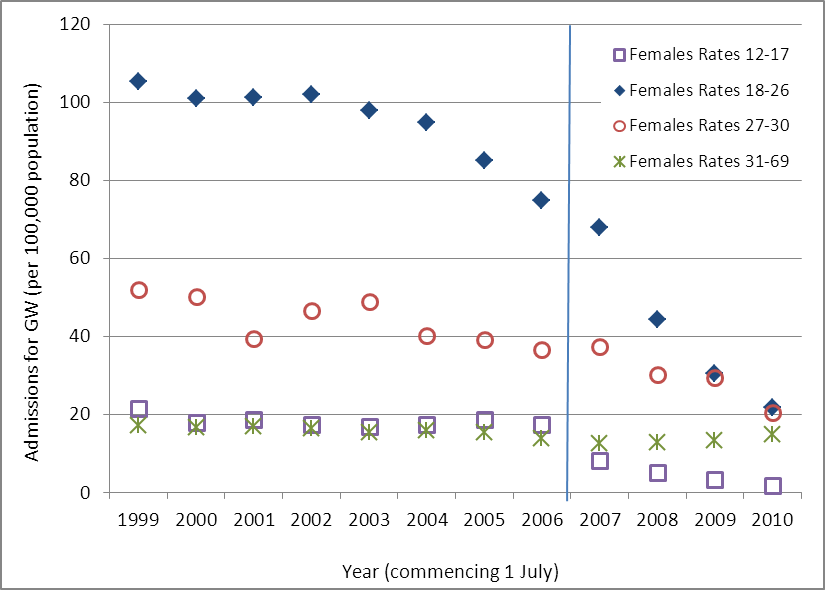 120
100
80
60
40
20
0
Admissions for GW (per 100,000 population)
Females Rates 12-17
Females Rates 18-26
Females Rates 27-30
Females Rates 31-69
1999 2000 2001 2002 2003 2004 2005 2006 2007 2008 2009 2010
Year (commencing 1 July)